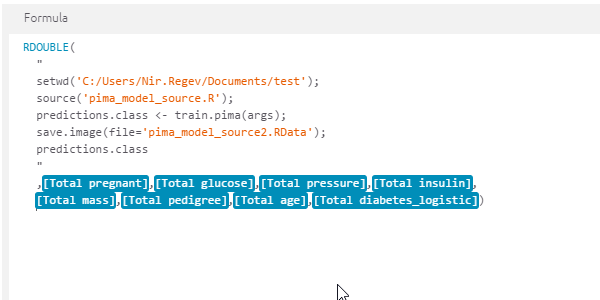 Formula
RDOUBLE(
"
setwd('C:/Users/Nir.Regev/Documents/test');
source('pima_model_source.R');
predictions.class <- train.pima(args);
save.image(file='pima_model_source2.RData');
predictions.class
"
,[Total pregnant],[Total glucose],[Total pressure],[Total insulin],
[Total mass],[Total pedigree],[Total age],[Total diabetes_logistic])